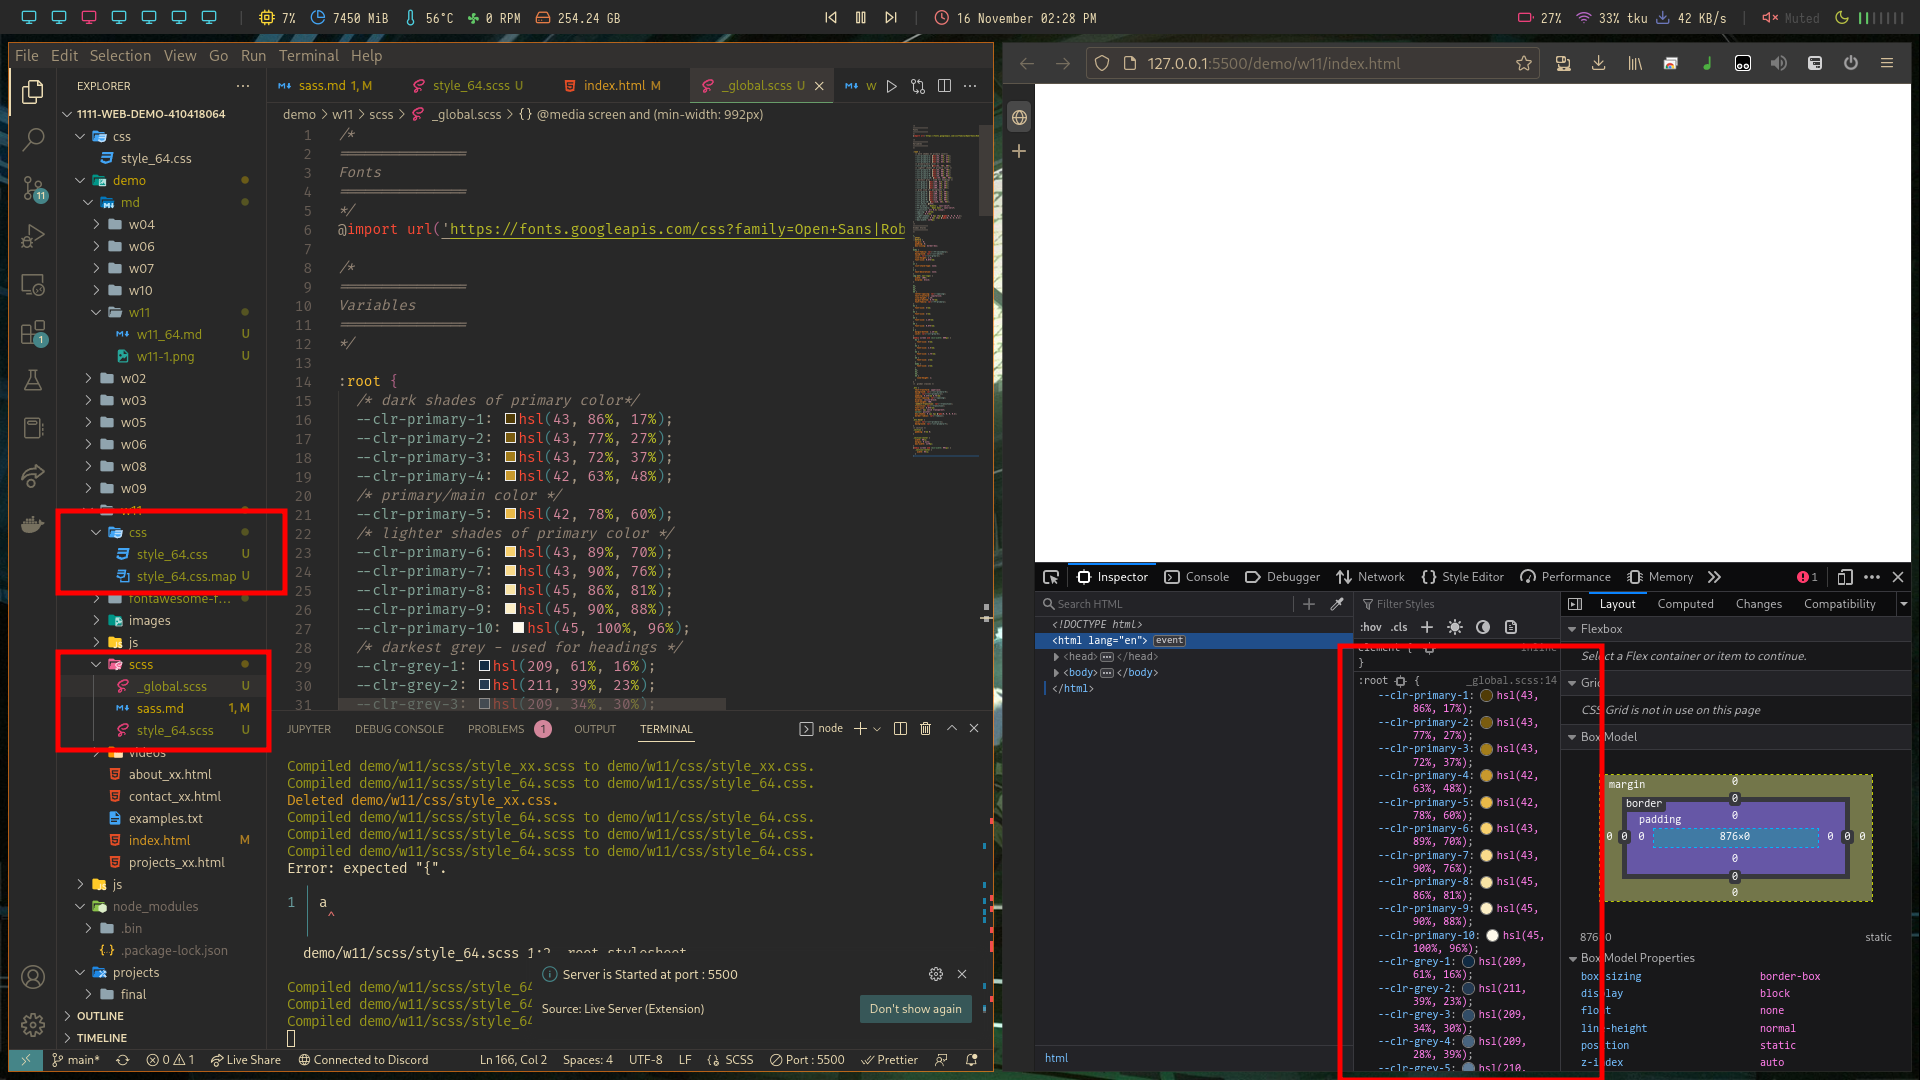 7% 7450 MiB 56°C 0 RPM 254.24 GB
16 November 02:28 PM
27% 33% tku 42 KB/s Muted
File Edit Selection View Go Run Terminal Help
EXPLORER
1111-WEB-DEMO-410418064
css
style_64.css
demo
md
w04
w06
w07
w10
w11
w11_64.md U
w11-1.png U
w02
w03
w05
w06
w08
w09
w11
css
style_64.css U
style_64.css.map U
fontawesome-f...
images
js
scss
_global.scss U
sass.md 1, M
style_64.scss U
videos
about_xx.html
contact_xx.html
examples.txt
index.html M
projects_xx.html
js
node_modules
.bin
.package-lock.json
projects
final
OUTLINE
TIMELINE
11
1
sass.md 1, M style_64.scss U index.html M _global.scss U w
demo > w11 > scss > _global.scss > {} @media screen and (min-width: 992px)
1 /*
2 ===============
3 Fonts
4 ===============
5 */
6 @import url('https://fonts.googleapis.com/css?family=Open+Sans|Rob
7
8 /*
9 ===============
10 Variables
11 ===============
12 */
13
14 :root {
15 /* dark shades of primary color*/
16 --clr-primary-1: hsl(43, 86%, 17%);
17 --clr-primary-2: hsl(43, 77%, 27%);
18 --clr-primary-3: hsl(43, 72%, 37%);
19 --clr-primary-4: hsl(42, 63%, 48%);
20 /* primary/main color */
21 --clr-primary-5: hsl(42, 78%, 60%);
22 /* lighter shades of primary color */
23 --clr-primary-6: hsl(43, 89%, 70%);
24 --clr-primary-7: hsl(43, 90%, 76%);
25 --clr-primary-8: hsl(45, 86%, 81%);
26 --clr-primary-9: hsl(45, 90%, 88%);
27 --clr-primary-10: hsl(45, 100%, 96%);
28 /* darkest grey - used for headings */
29 --clr-grey-1: hsl(209, 61%, 16%);
30 --clr-grey-2: hsl(211, 39%, 23%);
31 --clr-grey-3: hsl(209, 34%, 30%);
JUPYTER DEBUG CONSOLE PROBLEMS 1 OUTPUT TERMINAL node
Compiled demo/w11/scss/style_xx.scss to demo/w11/css/style_xx.css.
Compiled demo/w11/scss/style_64.scss to demo/w11/css/style_64.css.
Deleted demo/w11/css/style_xx.css.
Compiled demo/w11/scss/style_64.scss to demo/w11/css/style_64.css.
Compiled demo/w11/scss/style_64.scss to demo/w11/css/style_64.css.
Compiled demo/w11/scss/style_64.scss to demo/w11/css/style_64.css.
Error: expected "{".
1 a
^
demo/w11/scss/style_64.scss 1:2 root stylesheet
Compiled demo/w11/scss/style_64
Compiled demo/w11/scss/style_64
Compiled demo/w11/scss/style_64
Server is Started at port : 5500
Source: Live Server (Extension)
Don't show again
main* 0 1 Live Share Connected to Discord Ln 166, Col 2 Spaces: 4 UTF-8 LF SCSS Port : 5500 Prettier
127.0.0.1:5500/demo/w11/index.html
Inspector Console Debugger Network Style Editor Performance Memory 1
Search HTML
<!DOCTYPE html>
<html lang="en"> event
<head> </head>
<body> </body>
</html>
html
Filter Styles
:hov .cls
element { inline
}
:root { _global.scss:14
--clr-primary-1: hsl(43,
86%, 17%);
--clr-primary-2: hsl(43,
77%, 27%);
--clr-primary-3: hsl(43,
72%, 37%);
--clr-primary-4: hsl(42,
63%, 48%);
--clr-primary-5: hsl(42,
78%, 60%);
--clr-primary-6: hsl(43,
89%, 70%);
--clr-primary-7: hsl(43,
90%, 76%);
--clr-primary-8: hsl(45,
86%, 81%);
--clr-primary-9: hsl(45,
90%, 88%);
--clr-primary-10: hsl(45,
100%, 96%);
--clr-grey-1: hsl(209,
61%, 16%);
--clr-grey-2: hsl(211,
39%, 23%);
--clr-grey-3: hsl(209,
34%, 30%);
--clr-grey-4: hsl(209,
28%, 39%);
--clr-grey-5: hsl(210,
Layout Computed Changes Compatibility
Flexbox
Select a Flex container or item to continue.
Grid
CSS Grid is not in use on this page
Box Model
margin 0
border 0
padding 0
0 0 0 876×0 0 0 0
0
0
0
static
Box Model Properties
box-sizing border-box
display block
float none
line-height normal
position static
z-index auto